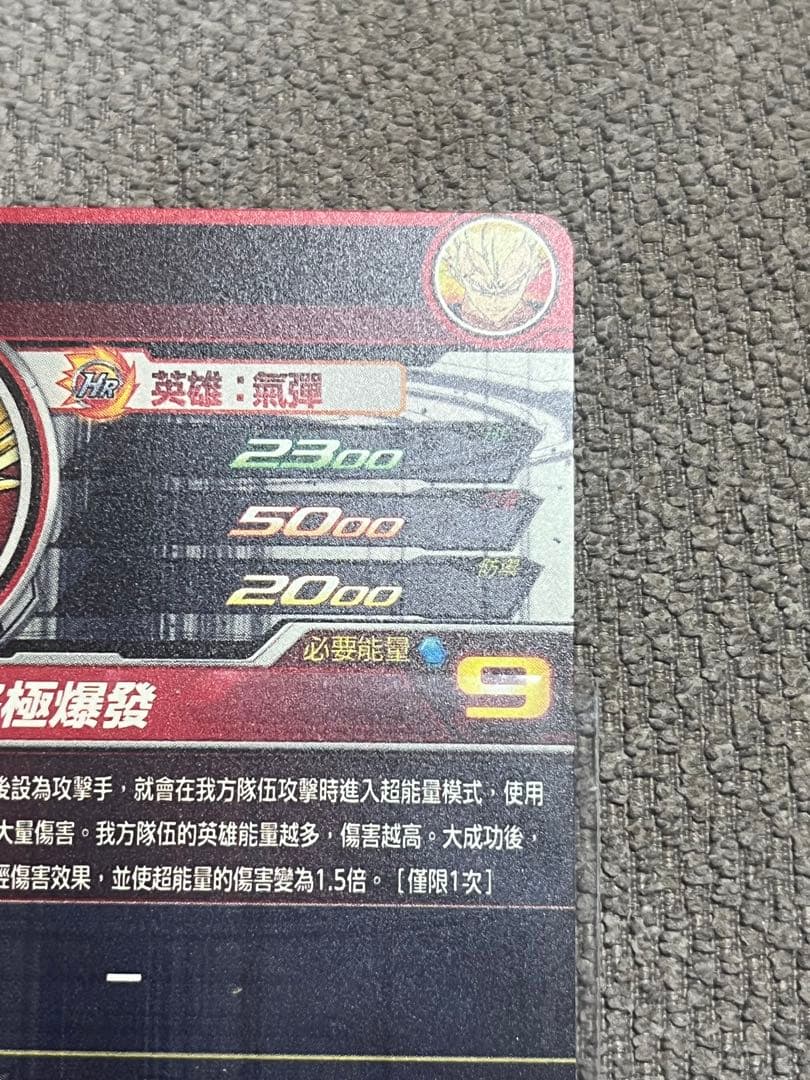 HR 英雄：氣彈
2300
5000
2000 防禦
必要能量 9
極爆發
後設為攻擊手，就會在我方隊伍攻擊時進入超能量模式，使用
大量傷害。我方隊伍的英雄能量越多，傷害越高。大成功後，
傷害效果，並使超能量的傷害變為1.5倍。［僅限1次］
—